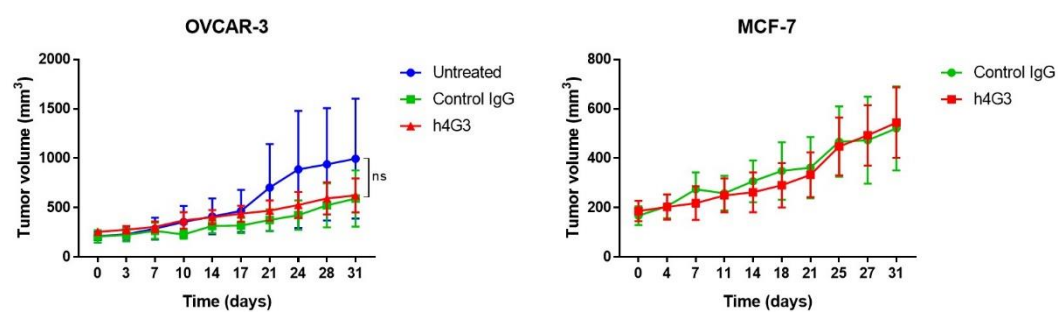 OVCAR-3
Tumor volume (mm³)
2000
1500
1000
500
0
0 3 7 10 14 17 21 24 28 31
Time (days)
Untreated
Control IgG
h4G3
ns
MCF-7
Tumor volume (mm³)
800
600
400
200
0
0 4 7 11 14 18 21 25 27 31
Time (days)
Control IgG
h4G3